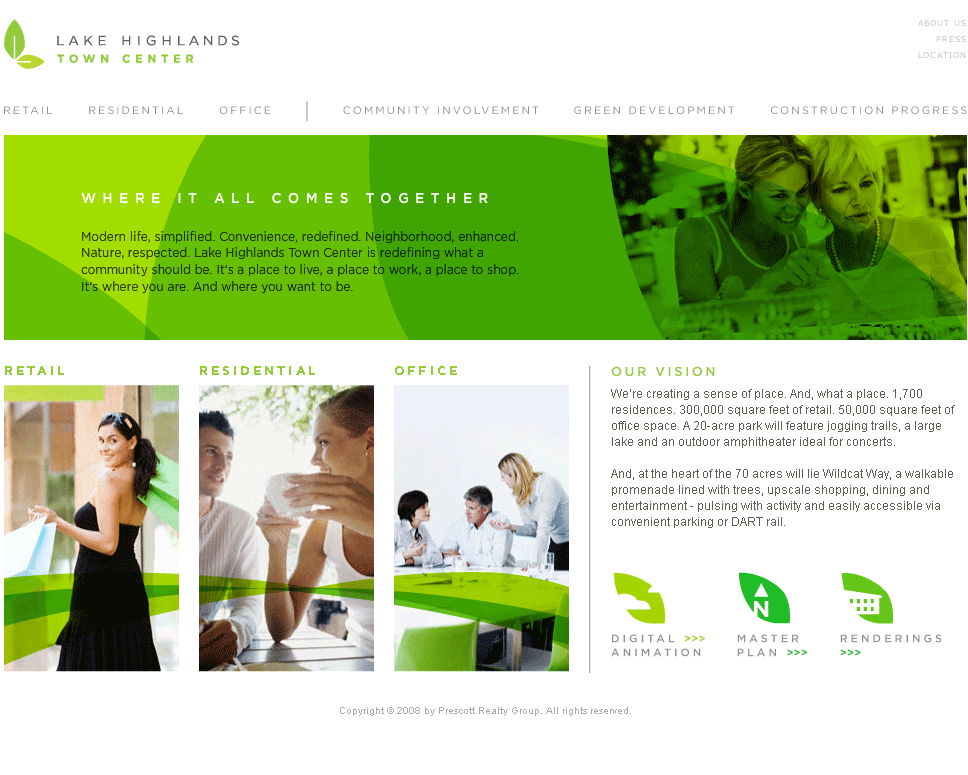 LAKE HIGHLANDS
TOWN CENTER
ABOUT US
PRESS
LOCATION
RETAIL RESIDENTIAL OFFICE COMMUNITY INVOLVEMENT GREEN DEVELOPMENT CONSTRUCTION PROGRESS
WHERE IT ALL COMES TOGETHER
Modern life, simplified. Convenience, redefined. Neighborhood, enhanced.
Nature, respected. Lake Highlands Town Center is redefining what a
community should be. It's a place to live, a place to work, a place to shop.
It's where you are. And where you want to be.
RETAIL
RESIDENTIAL
OFFICE
OUR VISION
We're creating a sense of place. And, what a place. 1,700
residences. 300,000 square feet of retail. 50,000 square feet of
office space. A 20-acre park will feature jogging trails, a large
lake and an outdoor amphitheater ideal for concerts.
And, at the heart of the 70 acres will lie Wildcat Way, a walkable
promenade lined with trees, upscale shopping, dining and
entertainment - pulsing with activity and easily accessible via
convenient parking or DART rail.
N
DIGITAL >>>
ANIMATION
MASTER
PLAN >>>
RENDERINGS
>>>
Copyright © 2008 by Prescott Realty Group. All rights reserved.